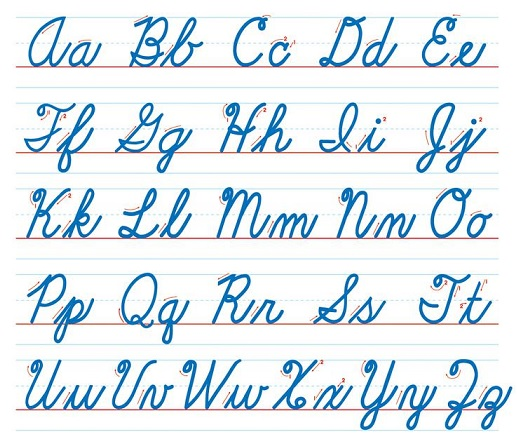 Aa Bb Cc Dd Ee
Ff Gg Hh Ii Jj
Kk Ll Mm Nn Oo
Pp Qq Rr Ss Tt
Uu Vv Ww Xx Yy Zz